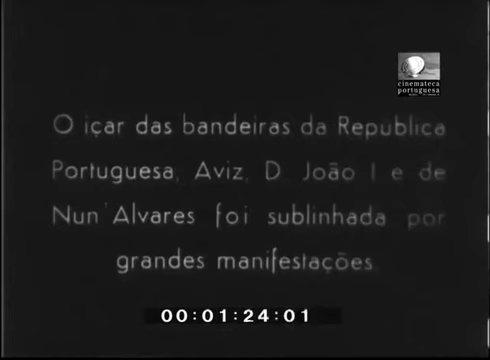 cinemateca
portuguesa
O içar das bandeiras da República
Portuguesa, Aviz, D. João I e de
Nun'Alvares foi sublinhada por
grandes manifestações
00:01:24:01